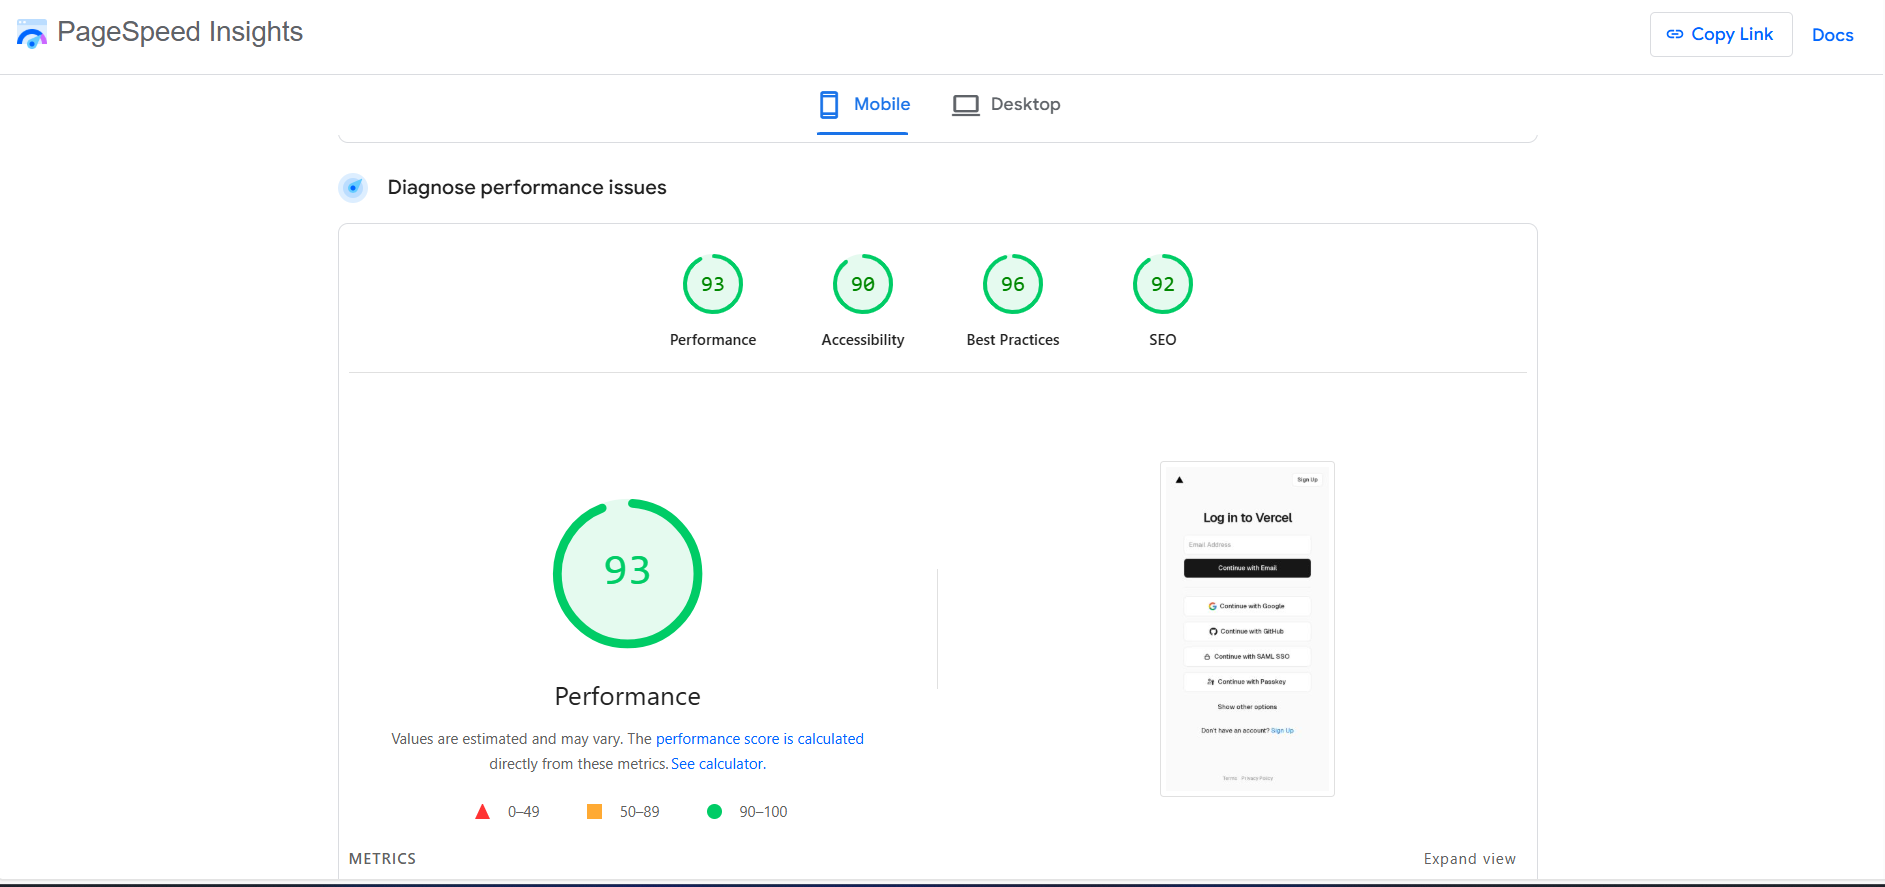 PageSpeed Insights
Copy Link
Docs
Mobile
Desktop
Diagnose performance issues
93
90
96
92
Performance
Accessibility
Best Practices
SEO
93
Performance
Values are estimated and may vary. The performance score is calculated
directly from these metrics. See calculator.
0–49
50–89
90–100
Sign Up
Log in to Vercel
Email Address
Continue with Email
Continue with Google
Continue with GitHub
Continue with SAML SSO
Continue with Passkey
Show other options
Don't have an account? Sign Up
Terms
Privacy Policy
METRICS
Expand view